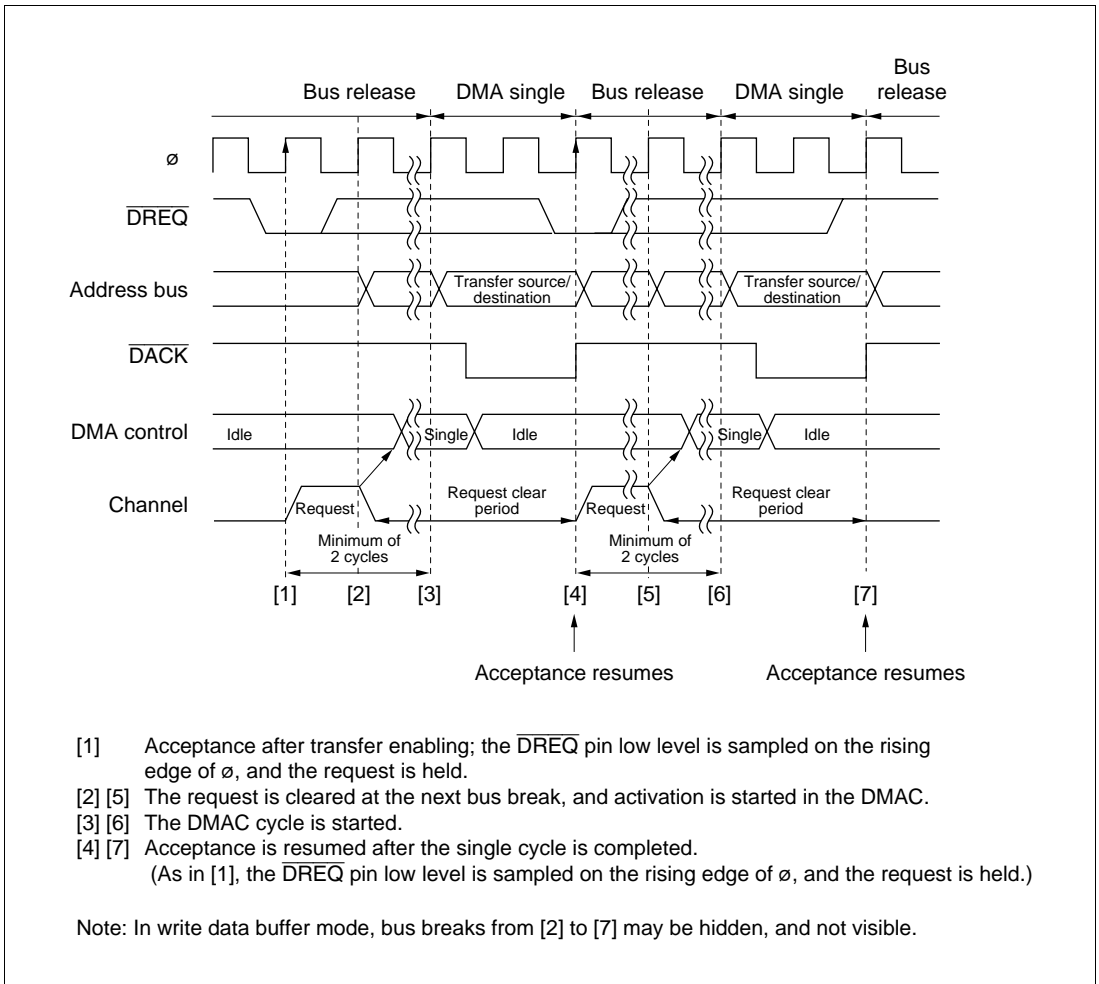 Bus
Bus release DMA single Bus release DMA single release
ø
DREQ
Address bus Transfer source/ Transfer source/
destination destination
DACK
DMA control Idle Single Idle Single Idle
Channel Request Request clear Request Request clear
period period
Minimum of Minimum of
2 cycles 2 cycles
[1] [2] [3] [4] [5] [6] [7]
Acceptance resumes Acceptance resumes
[1] Acceptance after transfer enabling; the DREQ pin low level is sampled on the rising
edge of ø, and the request is held.
[2] [5] The request is cleared at the next bus break, and activation is started in the DMAC.
[3] [6] The DMAC cycle is started.
[4] [7] Acceptance is resumed after the single cycle is completed.
(As in [1], the DREQ pin low level is sampled on the rising edge of ø, and the request is held.)
Note: In write data buffer mode, bus breaks from [2] to [7] may be hidden, and not visible.